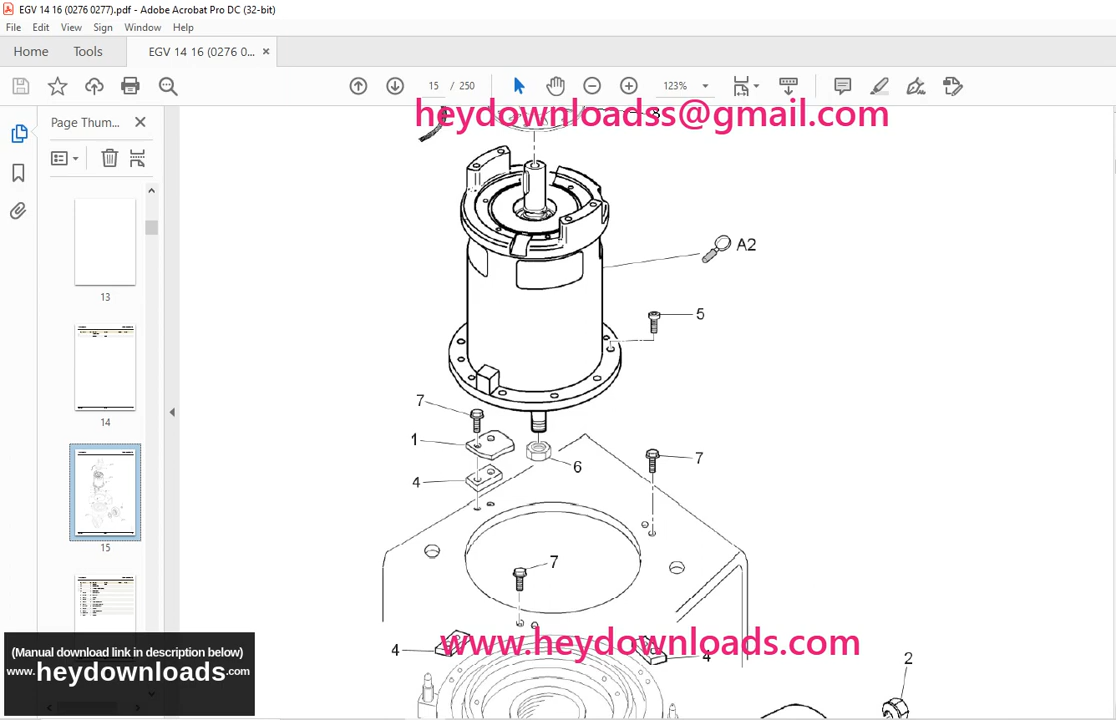 EGV 14 16 (0276 0277).pdf - Adobe Acrobat Pro DC (32-bit)
File Edit View Sign Window Help
Home Tools EGV 14 16 (0276 0... ×
15 / 250 123%
heydownloadss@gmail.com
Page Thum...
A2
5
13
7
1
6
7
4
14
7
15
4
www.heydownloads.com
4
2
(Manual download link in description below)
www.heydownloads.com